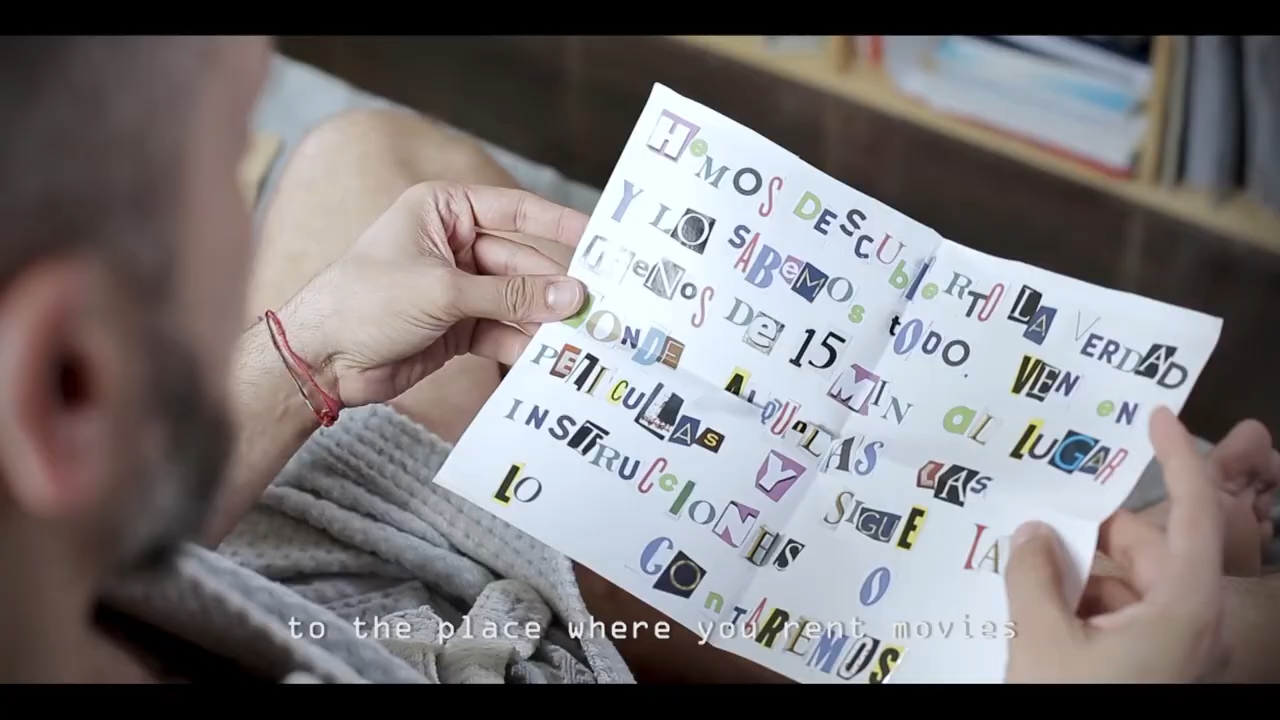 HeMOS DESCUbIeRTO LA VERDAD
Y LO SABeMOs tODO. VEN eN
MeNOS DE 15 MIN aL LUGAR
DONDE ALQUILAS LAS
PELICULAS Y SIGUE LA
INSTRUCcIONES O
LO COnTAREMOS
to the place where you rent movies